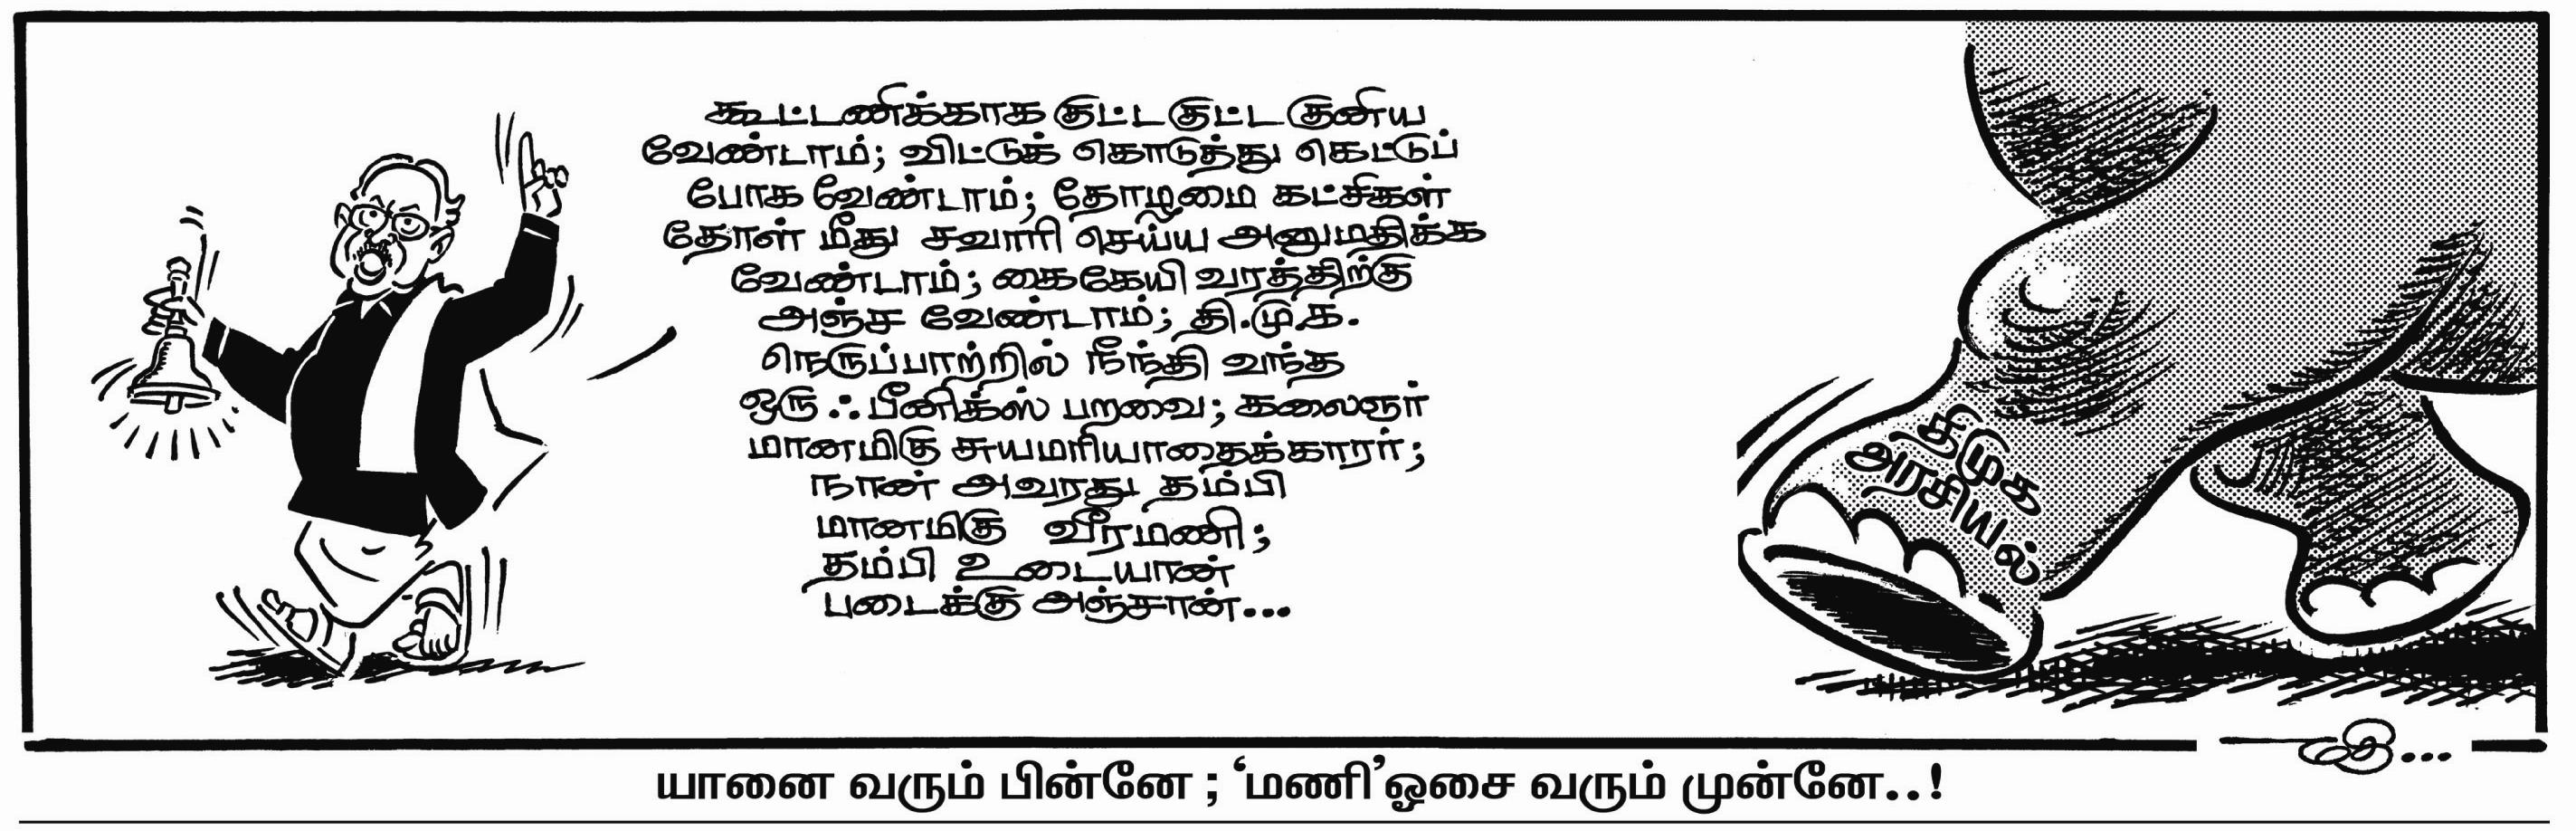 கூட்டணிக்காக குட்ட குட்ட குனிய
வேண்டாம்; விட்டுக் கொடுத்து கெட்டுப்
போக வேண்டாம்; தோழமை கட்சிகள்
தோள் மீது சவாரி செய்ய அனுமதிக்க
வேண்டாம்; கைகேயி வரத்திற்கு
அஞ்ச வேண்டாம்; தி.மு.க.
நெருப்பாற்றில் நீந்தி வந்த
ஒரு ஃபீனிக்ஸ் பறவை; கலைஞர்
மானமிகு சுயமரியாதைக்காரர்;
நான் அவரது தம்பி
மானமிகு வீரமணி;
தம்பி உடையான்
படைக்கு அஞ்சான்...
திமுக
அரசியல்
யானை வரும் பின்னே ; ‘மணி’ஓசை வரும் முன்னே..!